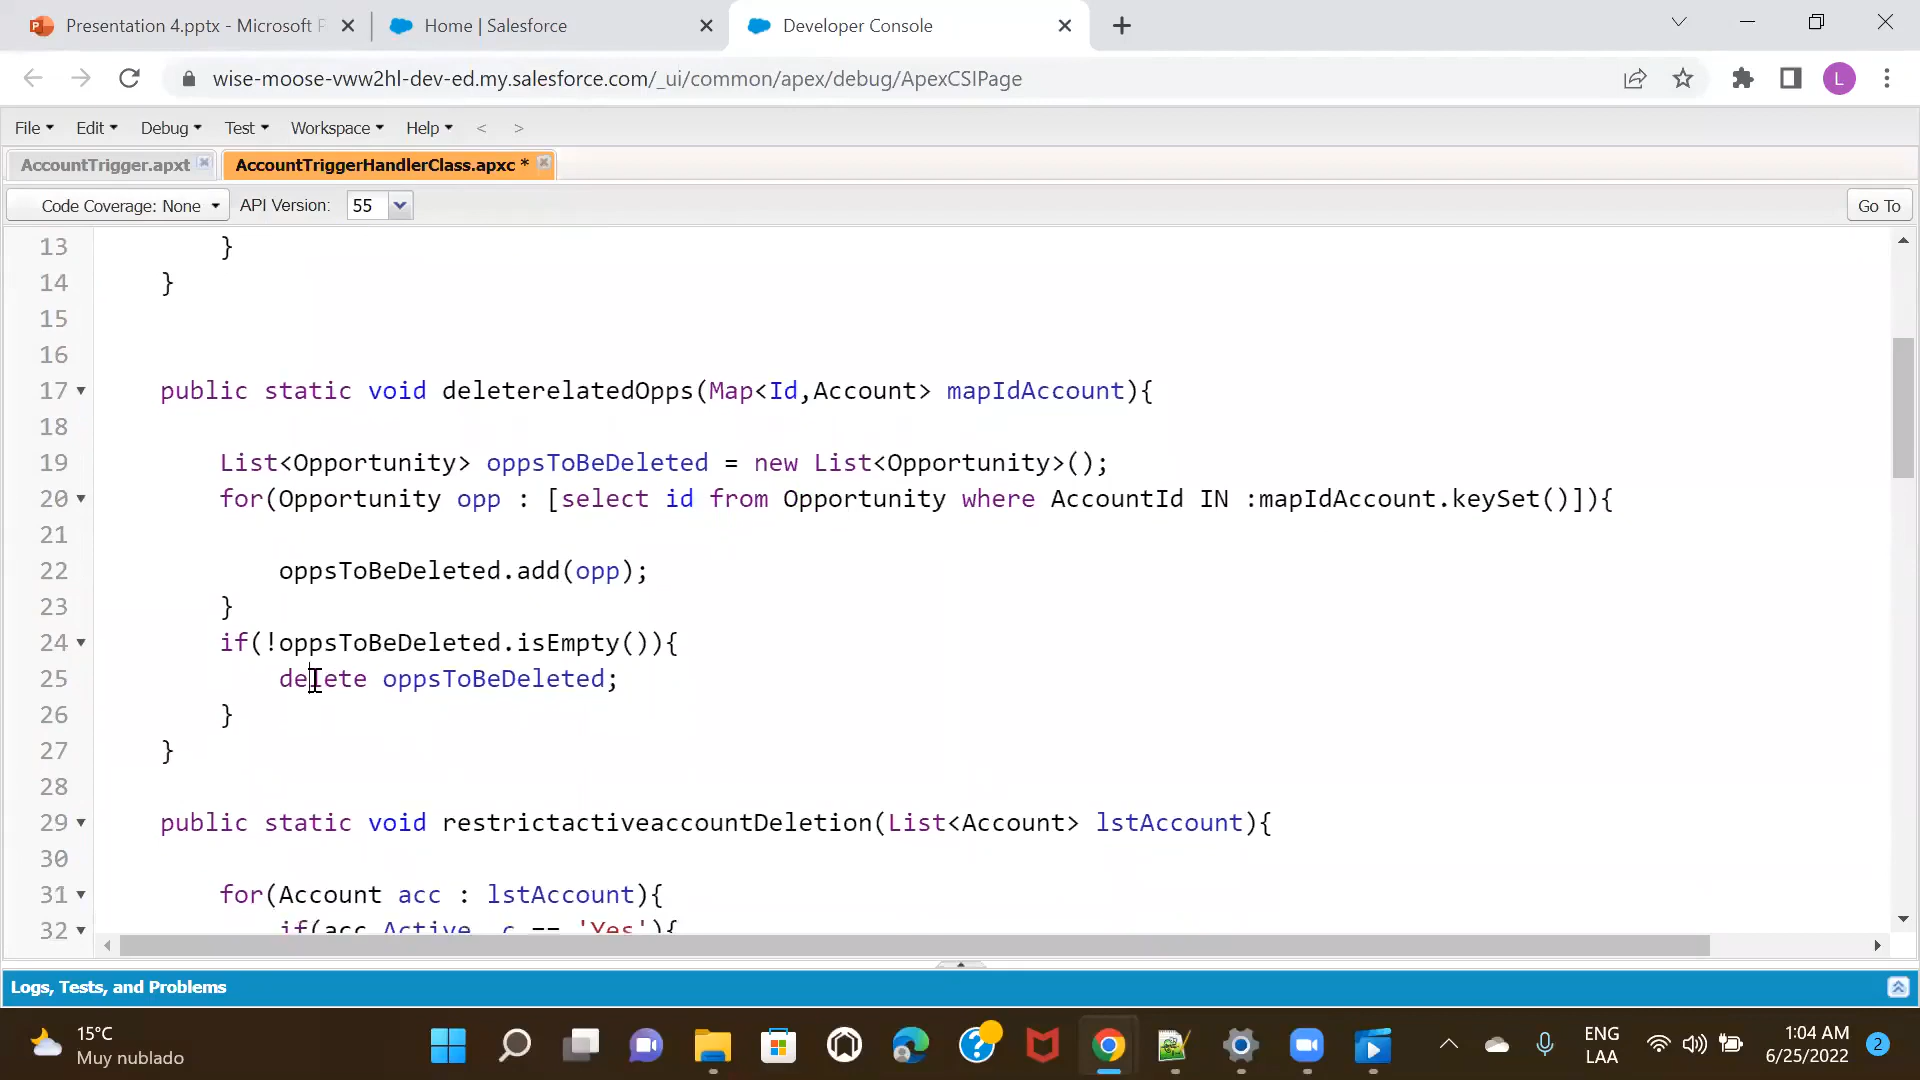 Presentation 4.pptx - Microsoft P
Home | Salesforce
Developer Console
wise-moose-vww2hl-dev-ed.my.salesforce.com/_ui/common/apex/debug/ApexCSIPage
L
File Edit Debug Test Workspace Help < >
AccountTrigger.apxt
AccountTriggerHandlerClass.apxc *
Code Coverage: None API Version: 55 Go To
13 }
14 }
15
16
17 public static void deleterelatedOpps(Map<Id,Account> mapIdAccount){
18
19 List<Opportunity> oppsToBeDeleted = new List<Opportunity>();
20 for(Opportunity opp : [select id from Opportunity where AccountId IN :mapIdAccount.keySet()]){
21
22 oppsToBeDeleted.add(opp);
23 }
24 if(!oppsToBeDeleted.isEmpty()){
25 delete oppsToBeDeleted;
26 }
27 }
28
29 public static void restrictactiveaccountDeletion(List<Account> lstAccount){
30
31 for(Account acc : lstAccount){
32 if(acc.Active__c == 'Yes'){
Logs, Tests, and Problems
15°C
Muy nublado
ENG
LAA
1:04 AM
6/25/2022
2